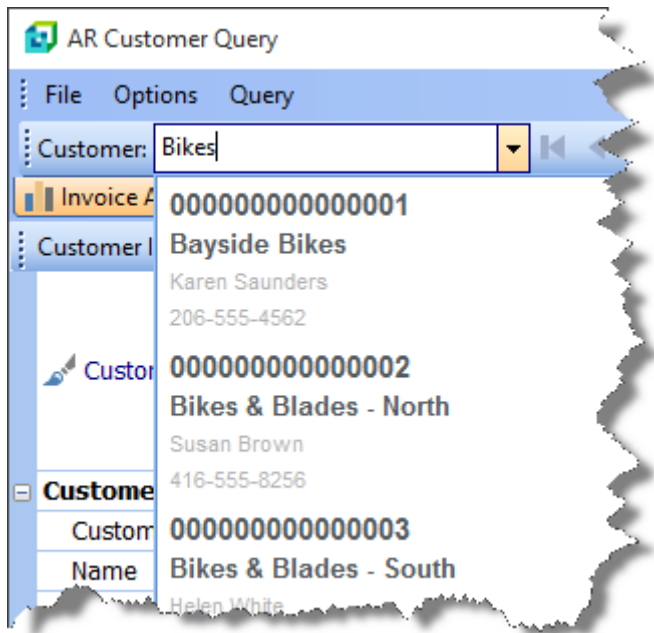 AR Customer Query
File Options Query
Customer: Bikes
Invoice A
Customer I
000000000000001
Bayside Bikes
Karen Saunders
206-555-4562
Custor
000000000000002
Bikes & Blades - North
Susan Brown
416-555-8256
Custome
000000000000003
Custom
Bikes & Blades - South
Name
Helen White